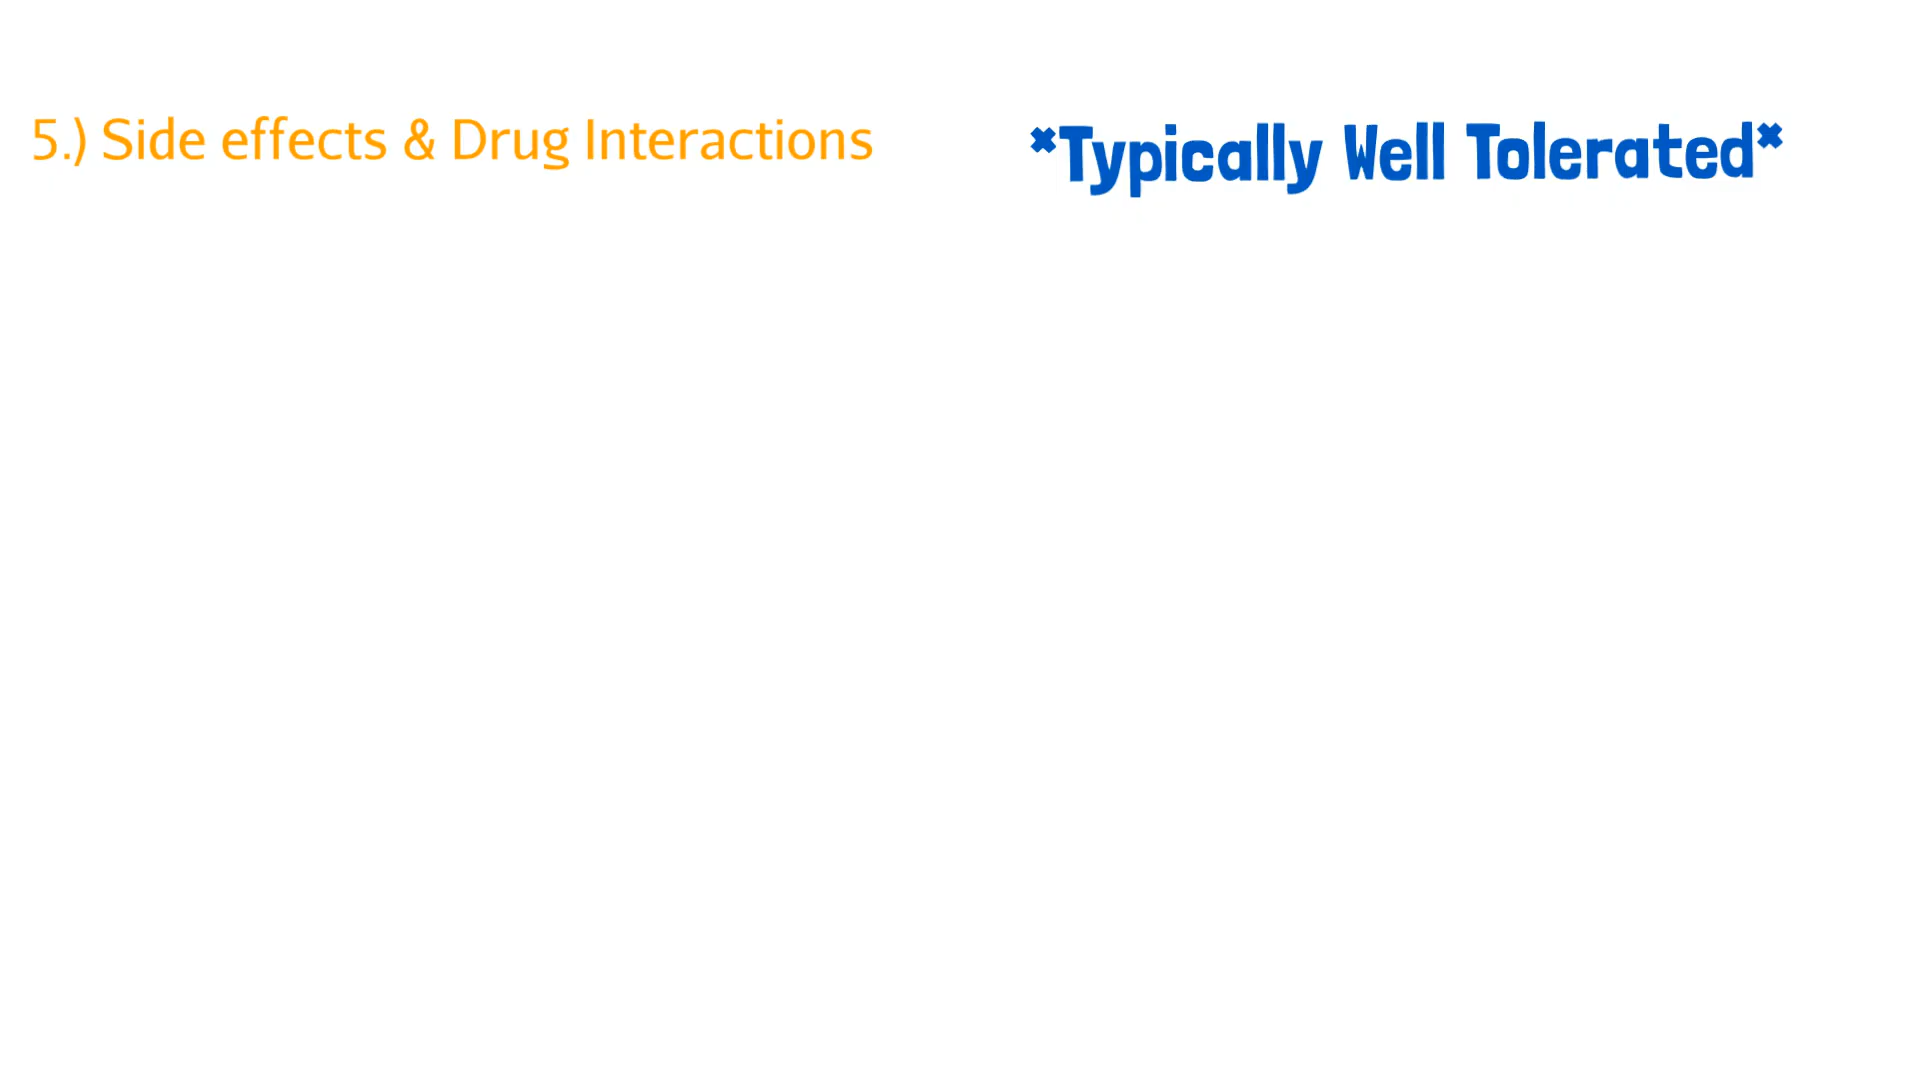 5.) Side effects & Drug Interactions
*Typically Well Tolerated*